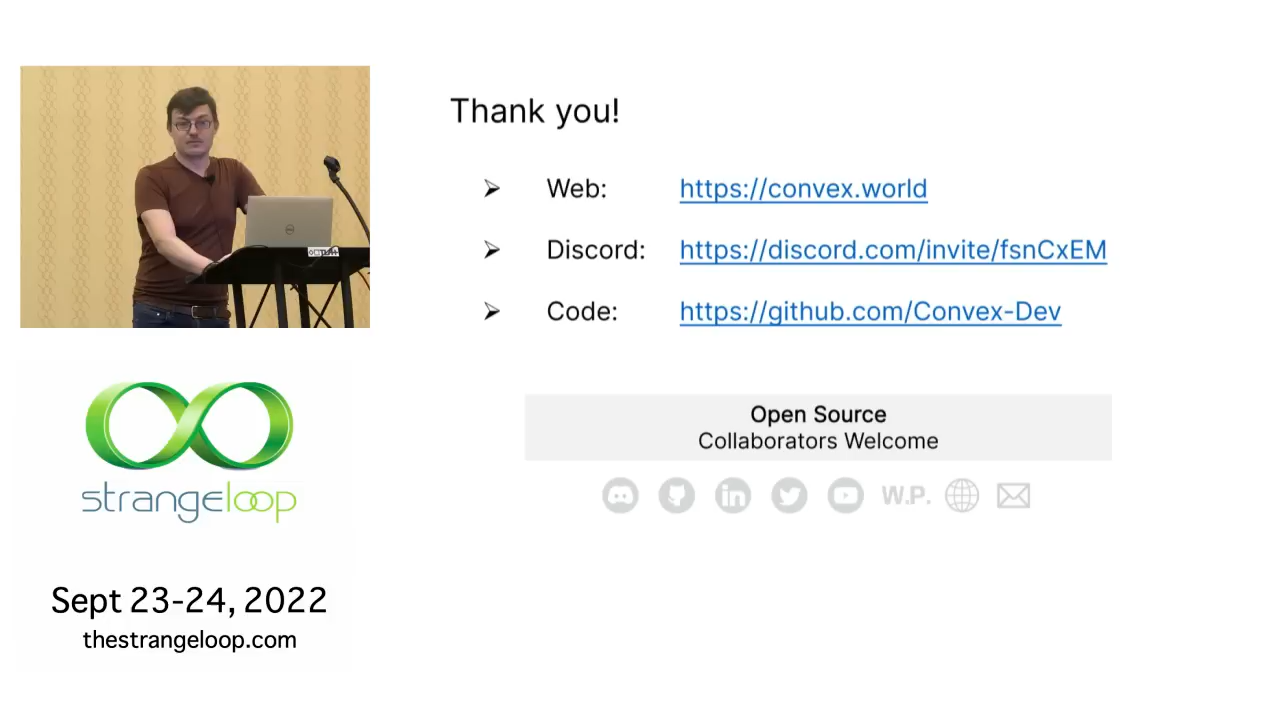 Thank you!
Web: https://convex.world
Discord: https://discord.com/invite/fsnCxEM
Code: https://github.com/Convex-Dev
Open Source
Collaborators Welcome
W.P.
strangeloop
Sept 23-24, 2022
thestrangeloop.com